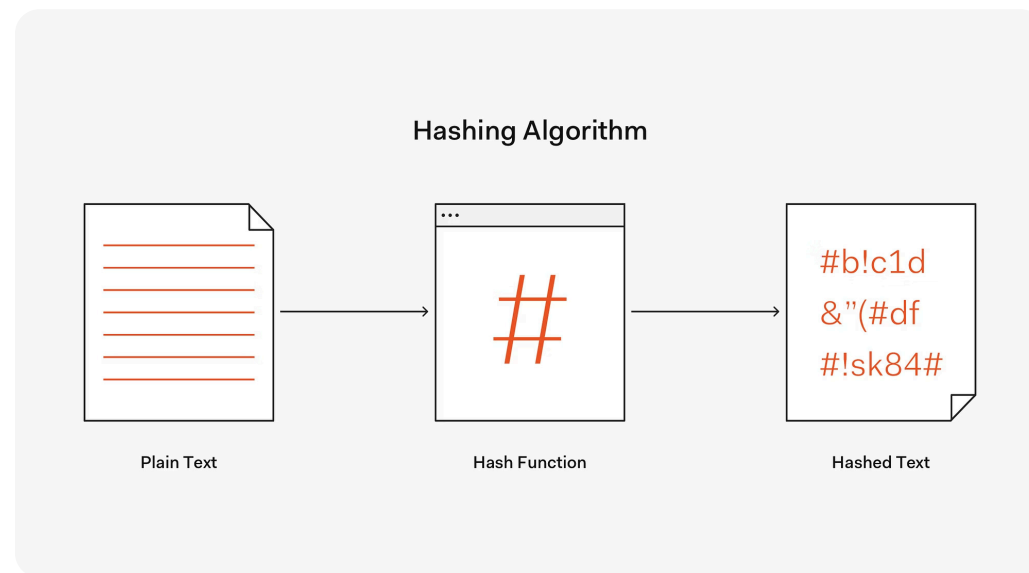 Hashing Algorithm
#
#b!c1d
&”(#df
#!sk84#
Plain Text
Hash Function
Hashed Text